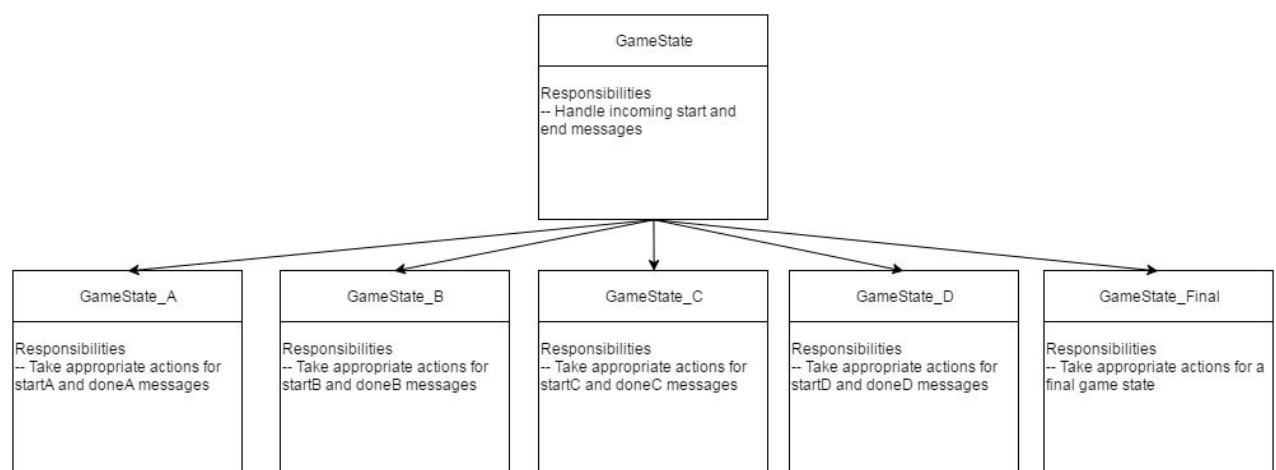 GameState
Responsibilities
-- Handle incoming start and
end messages
GameState_A
Responsibilities
-- Take appropriate actions for
startA and doneA messages
GameState_B
Responsibilities
-- Take appropriate actions for
startB and doneB messages
GameState_C
Responsibilities
-- Take appropriate actions for
startC and doneC messages
GameState_D
Responsibilities
-- Take appropriate actions for
startD and doneD messages
GameState_Final
Responsibilities
-- Take appropriate actions for a
final game state